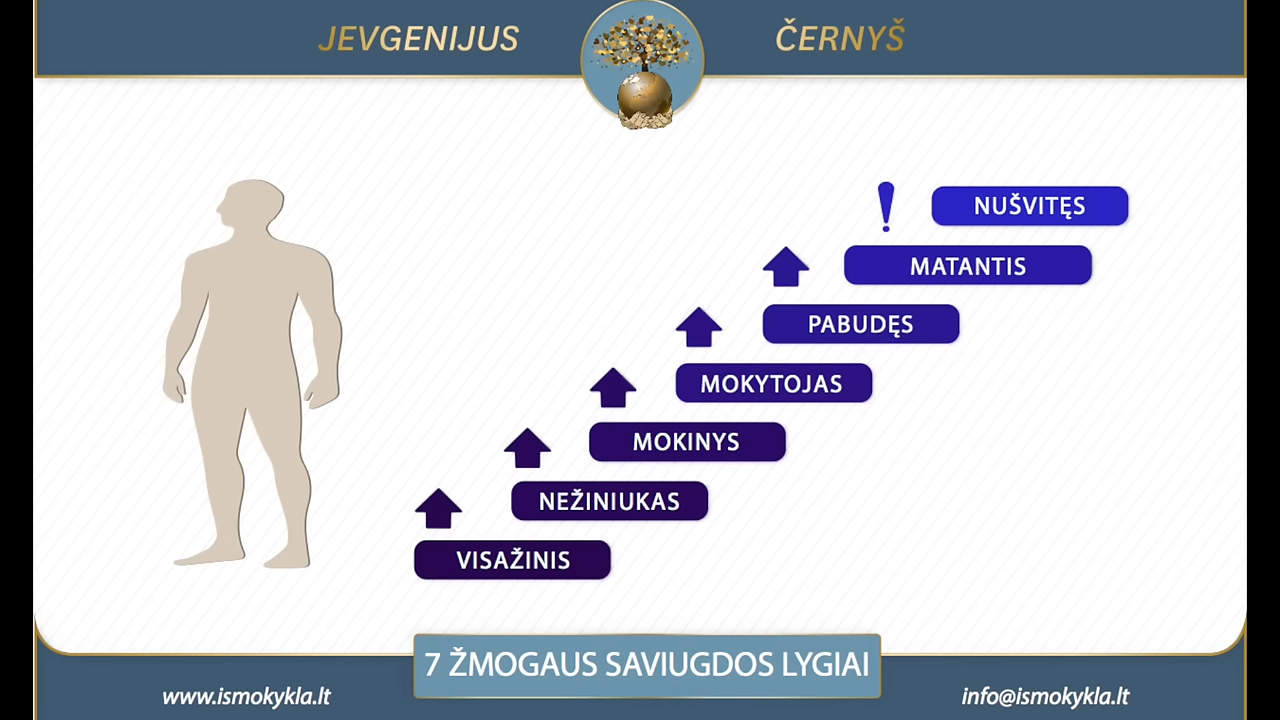 JEVGENIJUS ČERNYŠ
! NUŠVITĘS
MATANTIS
PABUDĘS
MOKYTOJAS
MOKINYS
NEŽINIUKAS
VISAŽINIS
7 ŽMOGAUS SAVIUGDOS LYGIAI
www.ismokykla.lt
info@ismokykla.lt